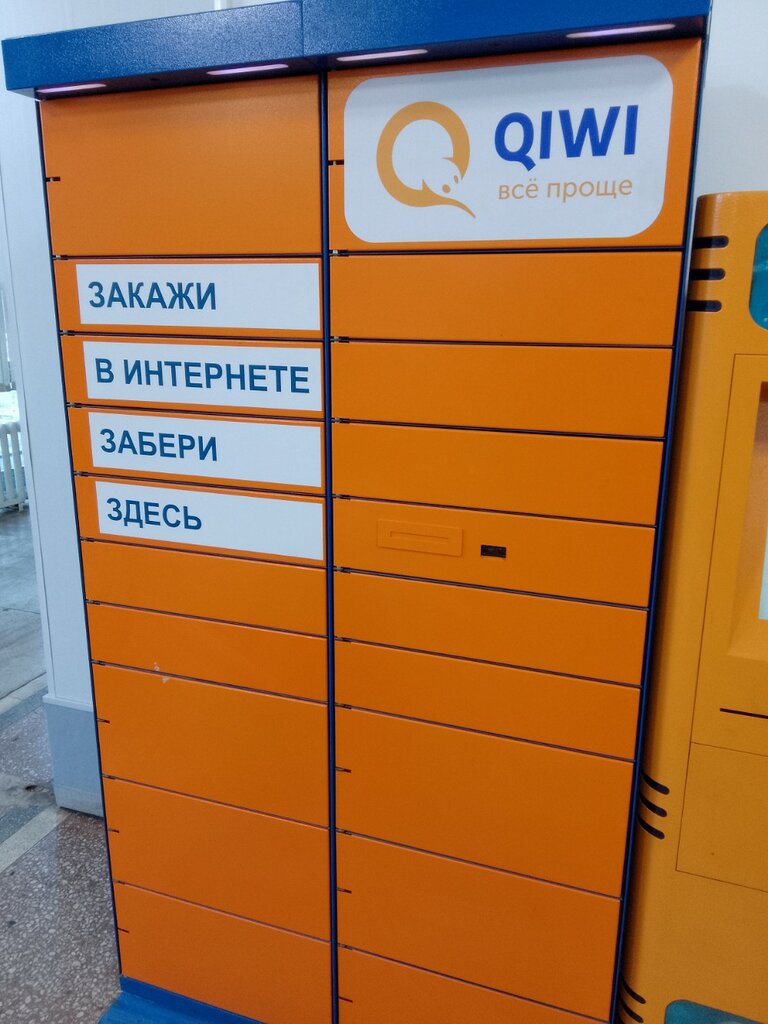 QIWI
всё проще
ЗАКАЖИ
В ИНТЕРНЕТЕ
ЗАБЕРИ
ЗДЕСЬ